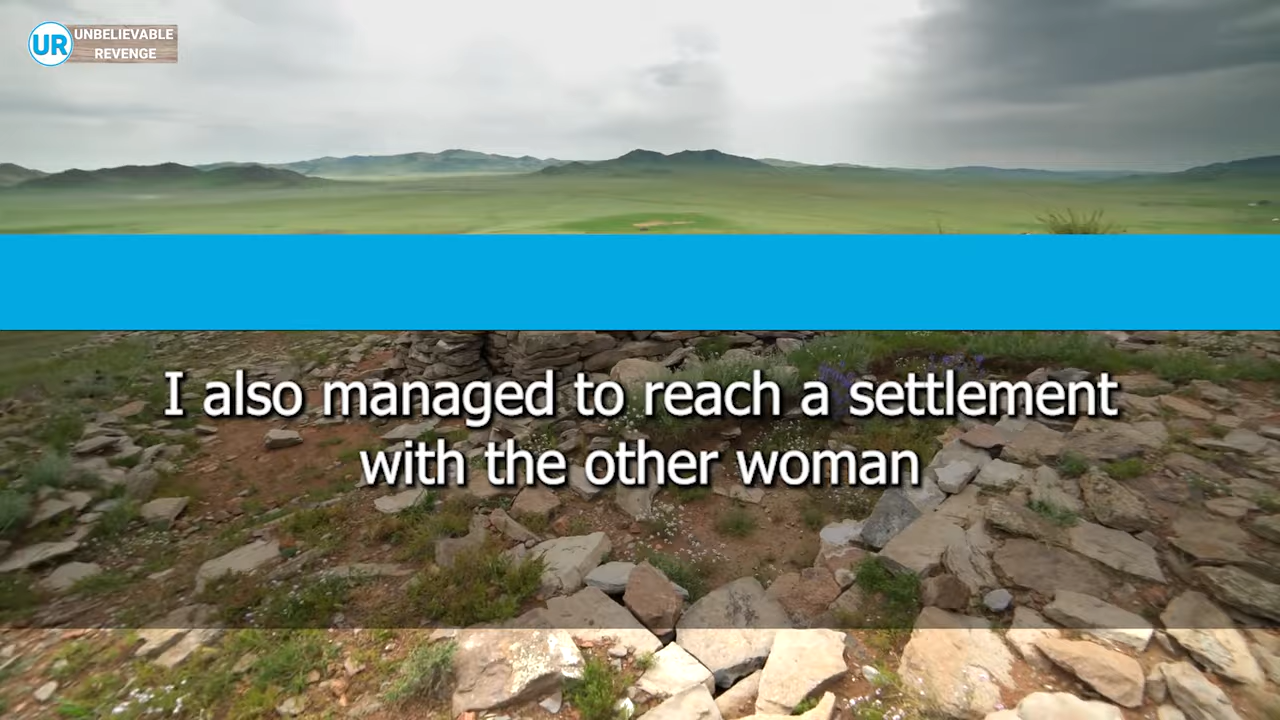 UR
UNBELIEVABLE
REVENGE
I also managed to reach a settlement
with the other woman